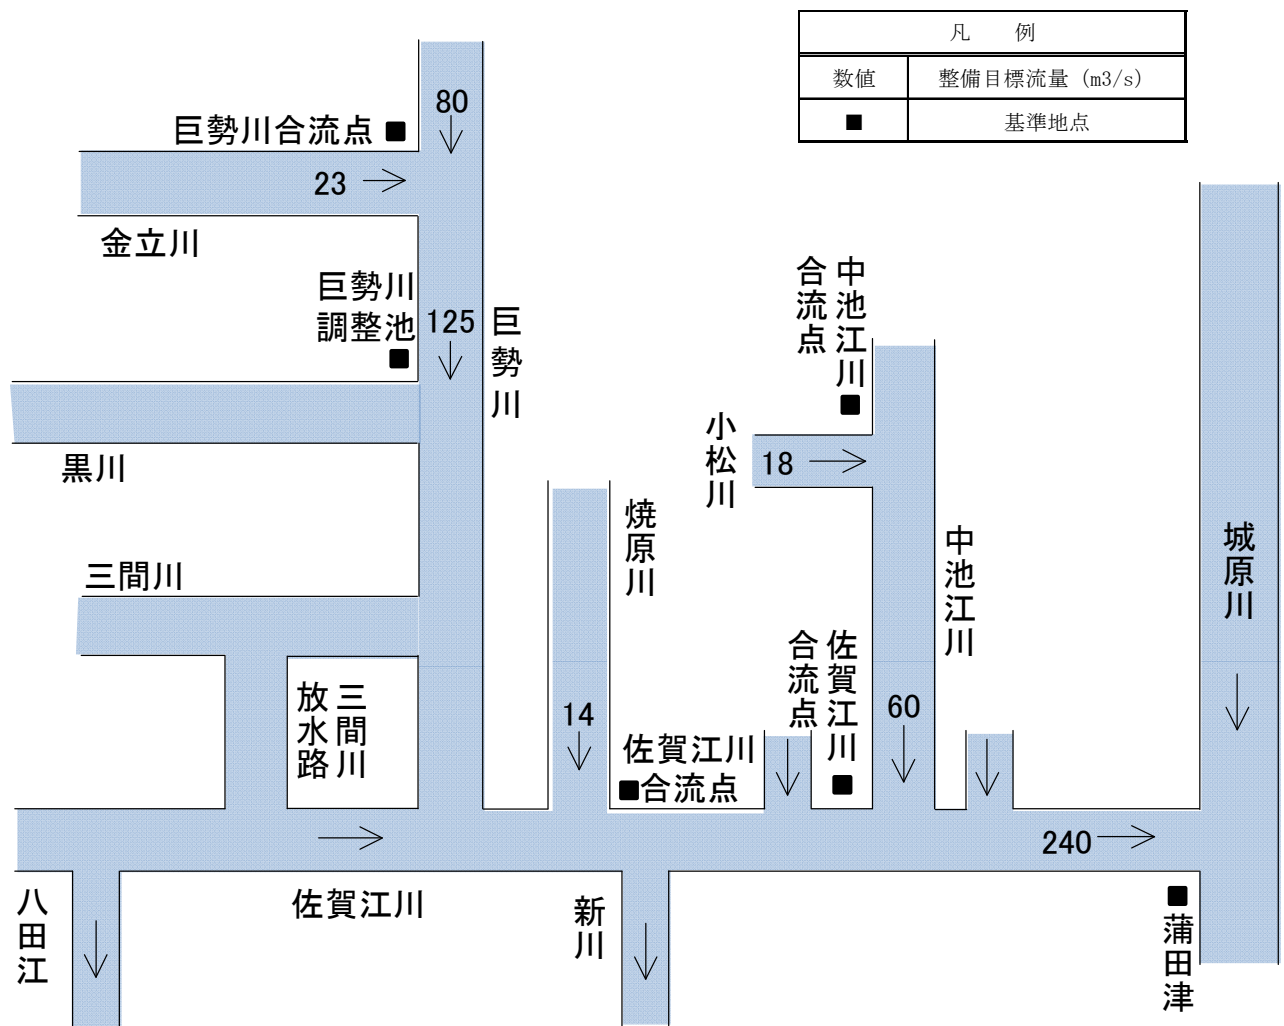 凡 例
数値 整備目標流量 (m3/s)
■ 基準地点
80
巨勢川合流点 ■
23 →
金立川
巨勢川
調整池
■
125
巨勢川
黒川
三間川
三間川
放水路
焼原川
14
佐賀江川
■合流点
中池江川
合流点
■
小松川
18 →
中池江川
佐賀江川
合流点
■
60
城原川
240 →
八田江
佐賀江川
新川
■
蒲田津